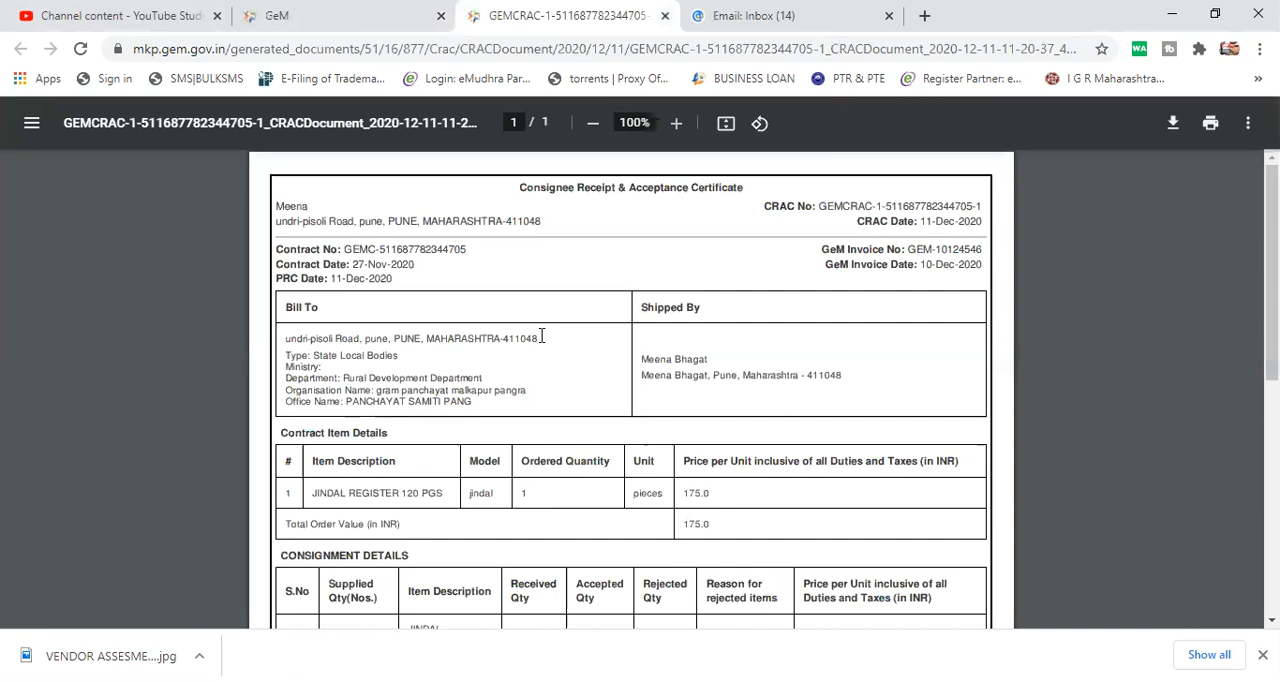 Channel content - YouTube Stud
GeM
GEMCRAC-1-511687782344705-
Email: Inbox (14)
mkp.gem.gov.in/generated_documents/51/16/877/Crac/CRACDocument/2020/12/11/GEMCRAC-1-511687782344705-1_CRACDocument_2020-12-11-11-20-37_4...
WA
Apps
Sign in
SMS|BULKSMS
E-Filing of Tradema...
Login: eMudhra Par...
torrents | Proxy Of...
BUSINESS LOAN
PTR & PTE
Register Partner: e...
I G R Maharashtra...
»
GEMCRAC-1-511687782344705-1_CRACDocument_2020-12-11-11-2...
1 / 1
100%
Consignee Receipt & Acceptance Certificate
Meena
CRAC No: GEMCRAC-1-511687782344705-1
undri-pisoli Road, pune, PUNE, MAHARASHTRA-411048
CRAC Date: 11-Dec-2020
Contract No: GEMC-511687782344705
GeM Invoice No: GEM-10124546
Contract Date: 27-Nov-2020
GeM Invoice Date: 10-Dec-2020
PRC Date: 11-Dec-2020
Bill To
Shipped By
undri-pisoli Road, pune, PUNE, MAHARASHTRA-411048
Type: State Local Bodies
Ministry:
Department: Rural Development Department
Organisation Name: gram panchayat malkapur pangra
Office Name: PANCHAYAT SAMITI PANG
Meena Bhagat
Meena Bhagat, Pune, Maharashtra - 411048
Contract Item Details
# Item Description Model Ordered Quantity Unit Price per Unit inclusive of all Duties and Taxes (in INR)
1 JINDAL REGISTER 120 PGS jindal 1 pieces 175.0
Total Order Value (in INR) 175.0
CONSIGNMENT DETAILS
S.No
Supplied
Qty(Nos.)
Item Description
Received
Qty
Accepted
Qty
Rejected
Qty
Reason for
rejected items
Price per Unit inclusive of all
Duties and Taxes (in INR)
JINDAL
VENDOR ASSESME....jpg
Show all